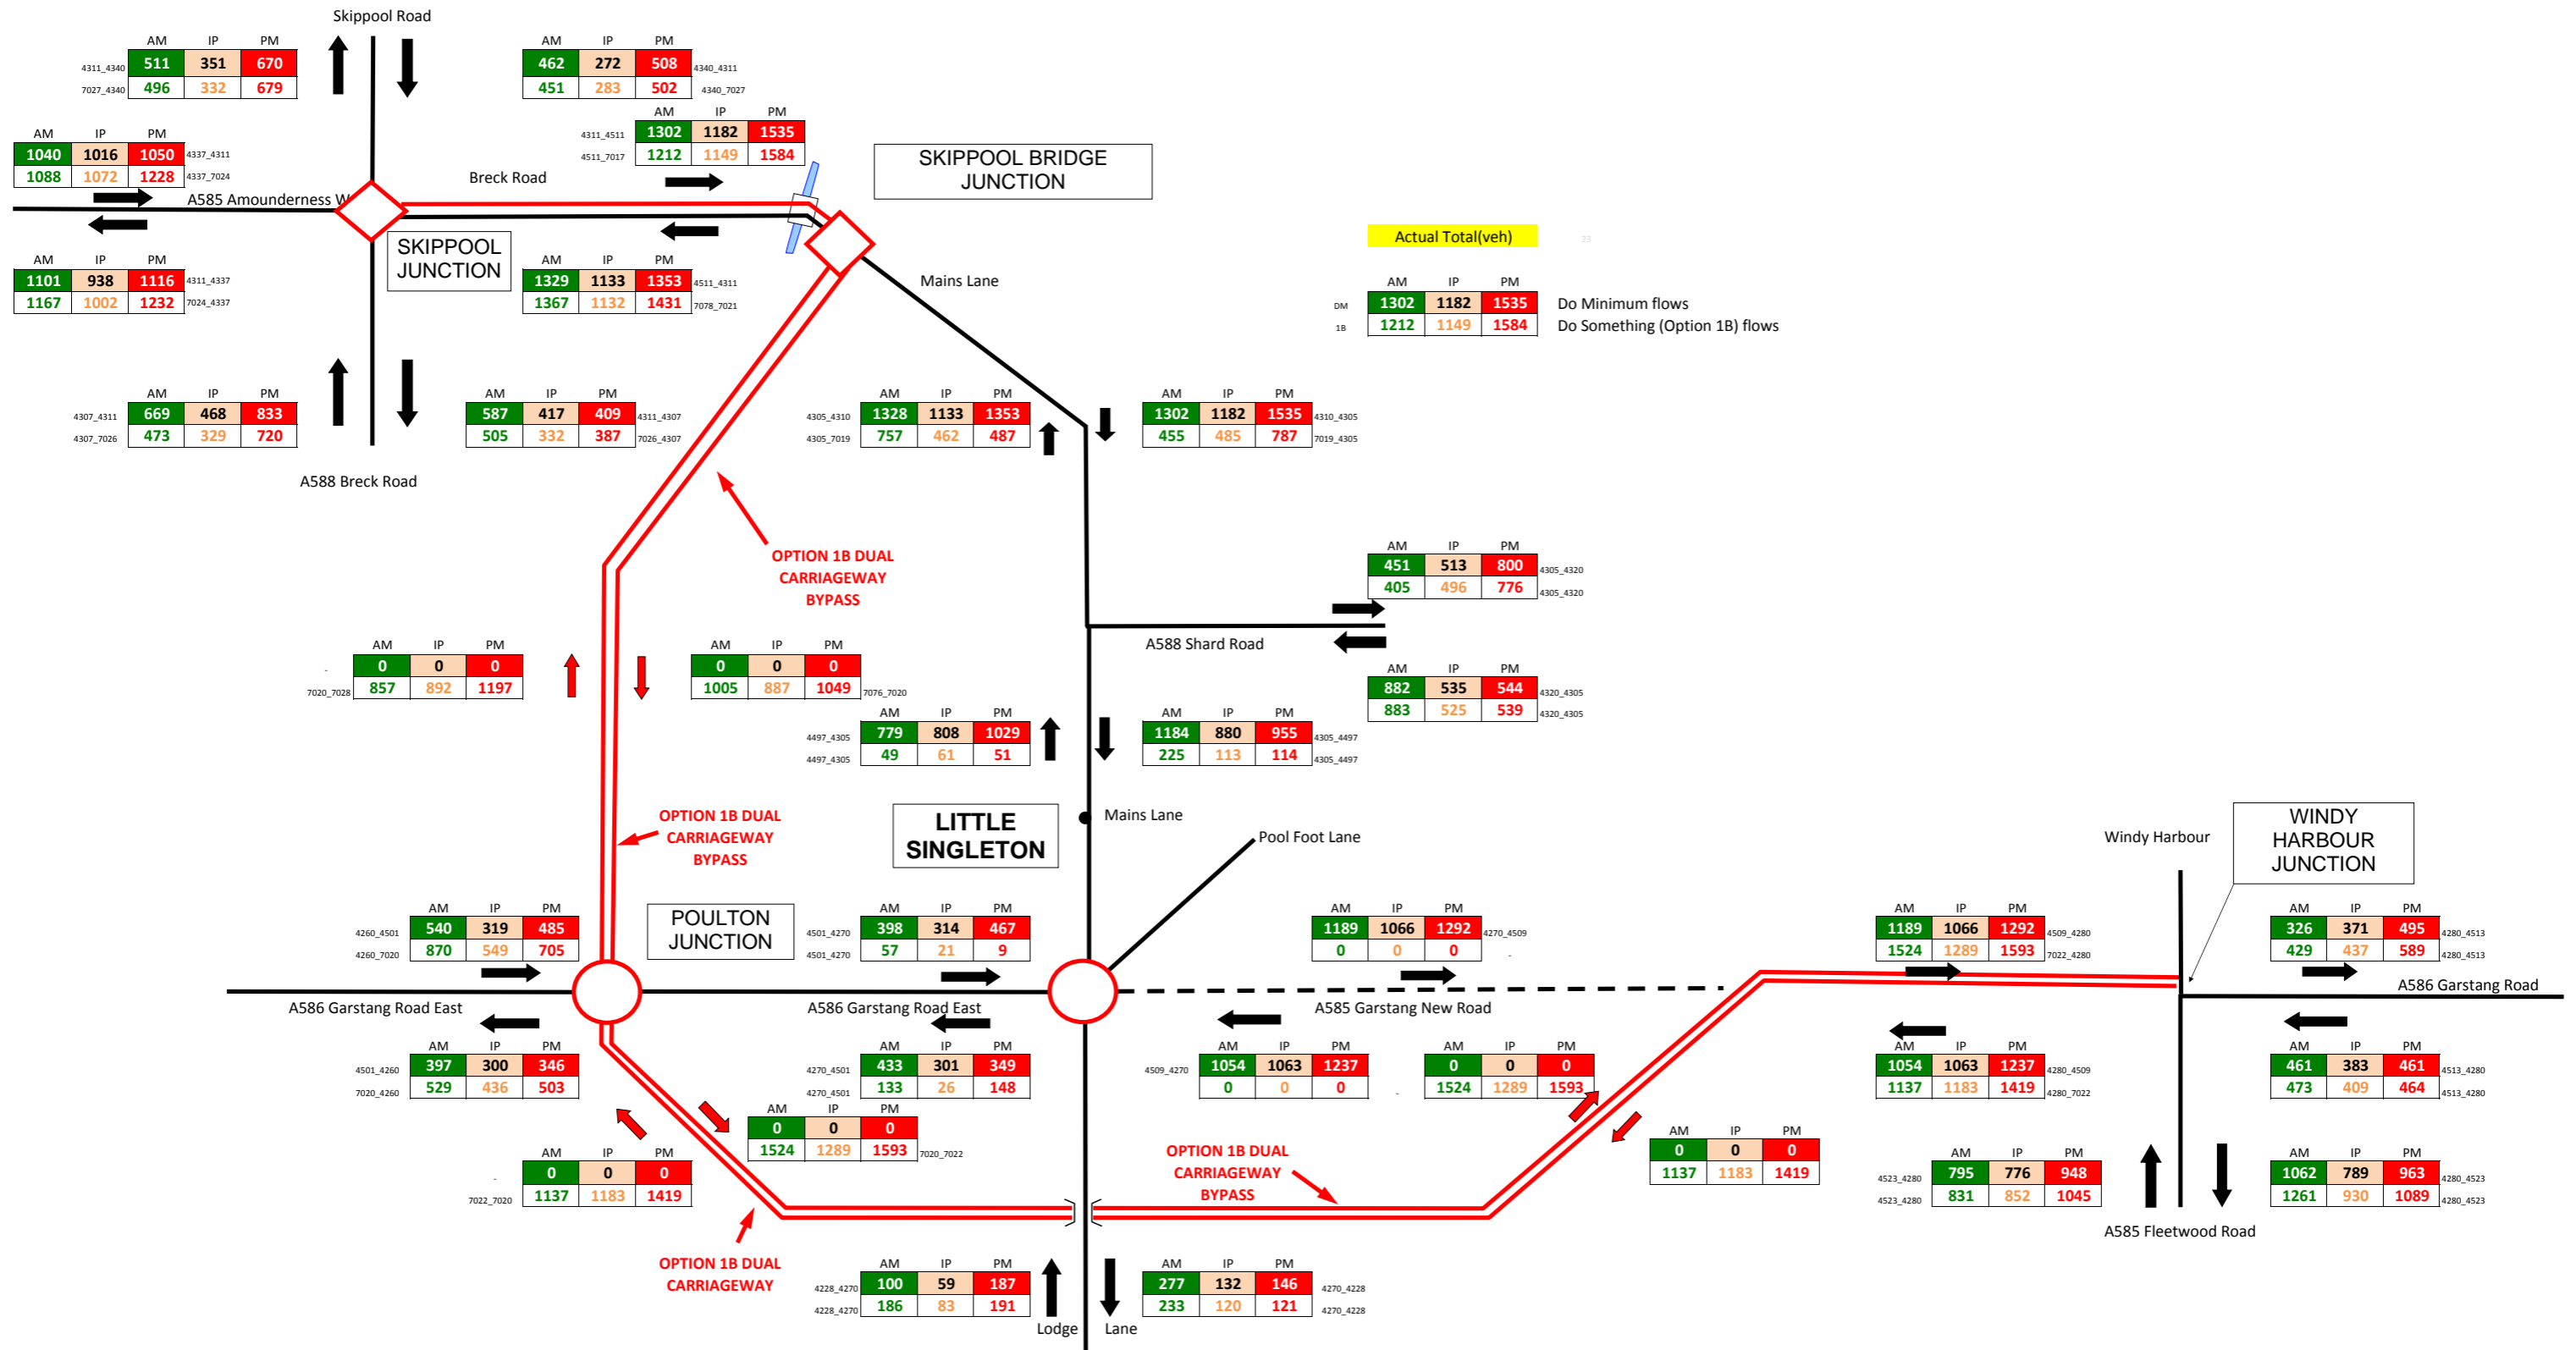 Skippool Road
AM IP PM
4311_4340 511 351 670
7027_4340 496 332 679
AM IP PM
462 272 508 4340_4311
451 283 502 4340_7027
AM IP PM
4311_4511 1302 1182 1535
4511_7017 1212 1149 1584
AM IP PM
1040 1016 1050 4337_4311
1088 1072 1228 4337_7024
Breck Road
SKIPPOOL BRIDGE
JUNCTION
A585 Amounderness W
SKIPPOOL
JUNCTION
Actual Total(veh)
23
AM IP PM
1101 938 1116 4311_4337
1167 1002 1232 7024_4337
AM IP PM
1329 1133 1353 4511_4311
1367 1132 1431 7078_7021
Mains Lane
AM IP PM
DM 1302 1182 1535 Do Minimum flows
1B 1212 1149 1584 Do Something (Option 1B) flows
AM IP PM
4307_4311 669 468 833
4307_7026 473 329 720
AM IP PM
587 417 409 4311_4307
505 332 387 7026_4307
AM IP PM
4305_4310 1328 1133 1353
4305_7019 757 462 487
AM IP PM
1302 1182 1535 4310_4305
455 485 787 7019_4305
A588 Breck Road
OPTION 1B DUAL
CARRIAGEWAY
BYPASS
AM IP PM
451 513 800 4305_4320
405 496 776 4305_4320
A588 Shard Road
AM IP PM
- 0 0 0
7020_7028 857 892 1197
AM IP PM
0 0 0
1005 887 1049 7076_7020
AM IP PM
882 535 544 4320_4305
883 525 539 4320_4305
AM IP PM
4497_4305 779 808 1029
4497_4305 49 61 51
AM IP PM
1184 880 955 4305_4497
225 113 114 4305_4497
OPTION 1B DUAL
CARRIAGEWAY
BYPASS
LITTLE
SINGLETON
Mains Lane
Pool Foot Lane
Windy Harbour
WINDY
HARBOUR
JUNCTION
AM IP PM
4260_4501 540 319 485
4260_7020 870 549 705
POULTON
JUNCTION
AM IP PM
4501_4270 398 314 467
4501_4270 57 21 9
AM IP PM
1189 1066 1292 4270_4509
0 0 0 -
AM IP PM
1189 1066 1292 4509_4280
1524 1289 1593 7022_4280
AM IP PM
326 371 495 4280_4513
429 437 589 4280_4513
A586 Garstang Road East
A586 Garstang Road East
A585 Garstang New Road
A586 Garstang Road
AM IP PM
4501_4260 397 300 346
7020_4260 529 436 503
AM IP PM
4270_4501 433 301 349
4270_4501 133 26 148
AM IP PM
4509_4270 1054 1063 1237
0 0 0
AM IP PM
0 0 0
- 1524 1289 1593
AM IP PM
1054 1063 1237 4280_4509
1137 1183 1419 4280_7022
AM IP PM
461 383 461 4513_4280
473 409 464 4513_4280
AM IP PM
0 0 0
1524 1289 1593 7020_7022
AM IP PM
- 0 0 0
7022_7020 1137 1183 1419
OPTION 1B DUAL
CARRIAGEWAY
BYPASS
AM IP PM
0 0 0
1137 1183 1419
AM IP PM
4523_4280 795 776 948
4523_4280 831 852 1045
AM IP PM
1062 789 963 4280_4523
1261 930 1089 4280_4523
A585 Fleetwood Road
OPTION 1B DUAL
CARRIAGEWAY
AM IP PM
4228_4270 100 59 187
4228_4270 186 83 191
AM IP PM
277 132 146 4270_4228
233 120 121 4270_4228
Lodge Lane